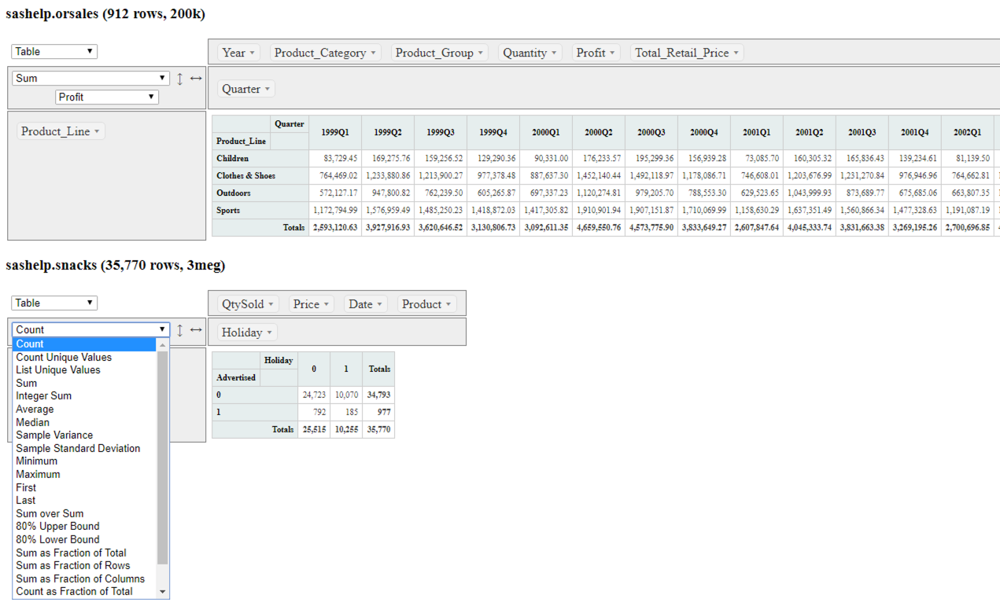 sashelp.orsales (912 rows, 200k)
Table
Year Product_Category Product_Group Quantity Profit Total_Retail_Price
Sum
Profit
Quarter
Product_Line
Quarter 1999Q1 1999Q2 1999Q3 1999Q4 2000Q1 2000Q2 2000Q3 2000Q4 2001Q1 2001Q2 2001Q3 2001Q4 2002Q1
Product_Line
Children 83,729.45 169,275.76 159,256.52 129,290.36 90,331.00 176,233.57 195,299.36 156,939.28 73,085.70 160,305.32 165,836.43 139,234.61 81,139.50
Clothes & Shoes 764,469.02 1,233,880.86 1,213,900.27 977,378.48 887,637.30 1,452,140.44 1,492,118.97 1,178,086.71 746,608.01 1,203,676.99 1,231,270.84 976,946.96 764,662.81
Outdoors 572,127.17 947,800.82 762,239.50 605,265.87 697,337.23 1,120,274.81 979,205.70 788,553.30 629,523.65 1,043,999.93 873,689.77 675,685.06 663,807.35
Sports 1,172,794.99 1,576,959.49 1,485,250.23 1,418,872.03 1,417,305.82 1,910,901.94 1,907,151.87 1,710,069.99 1,158,630.29 1,637,351.49 1,560,866.34 1,477,328.63 1,191,087.19
Totals 2,593,120.63 3,927,916.93 3,620,646.52 3,130,806.73 3,092,611.35 4,659,550.76 4,573,775.90 3,833,649.27 2,607,847.64 4,045,333.74 3,831,663.38 3,269,195.26 2,700,696.85
sashelp.snacks (35,770 rows, 3meg)
Table
QtySold Price Date Product
Count
Holiday
Count
Count Unique Values
List Unique Values
Sum
Integer Sum
Average
Median
Sample Variance
Sample Standard Deviation
Minimum
Maximum
First
Last
Sum over Sum
80% Upper Bound
80% Lower Bound
Sum as Fraction of Total
Sum as Fraction of Rows
Sum as Fraction of Columns
Count as Fraction of Total
Holiday 0 1 Totals
Advertised
0 24,723 10,070 34,793
1 792 185 977
Totals 25,515 10,255 35,770